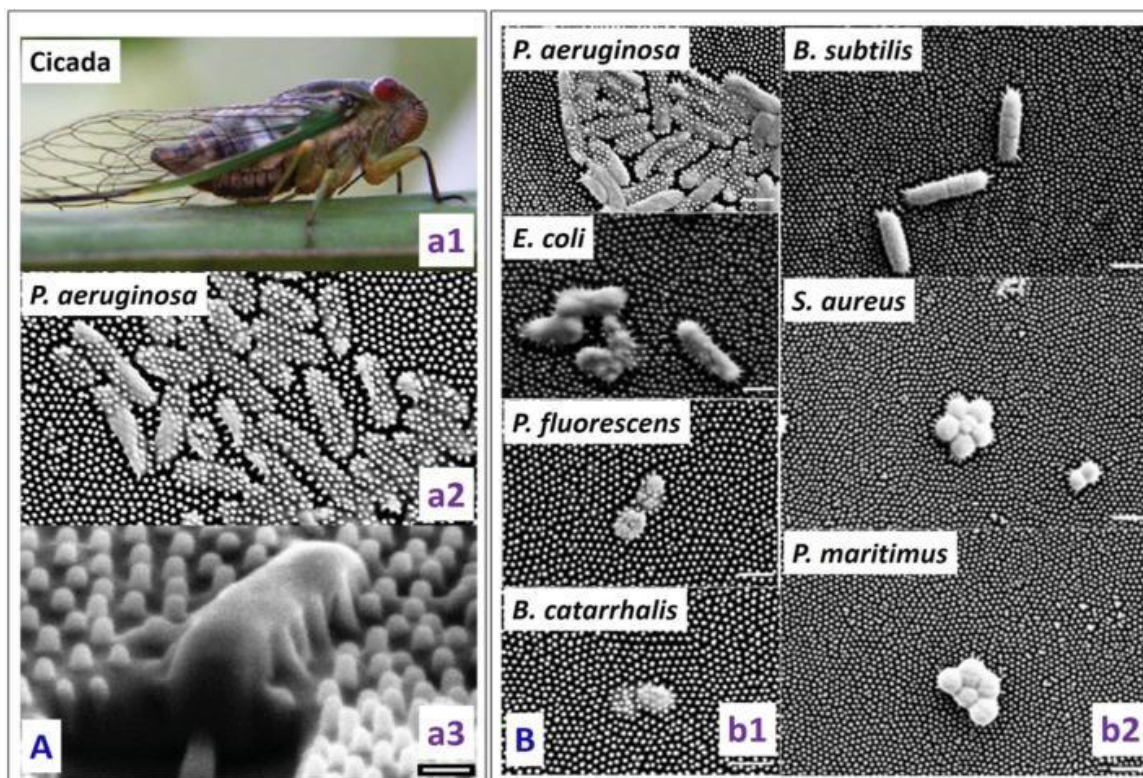 Cicada
a1
P. aeruginosa
a2
a3
A
P. aeruginosa
E. coli
P. fluorescens
B. catarrhalis
b1
B
B. subtilis
S. aureus
P. maritimus
b2